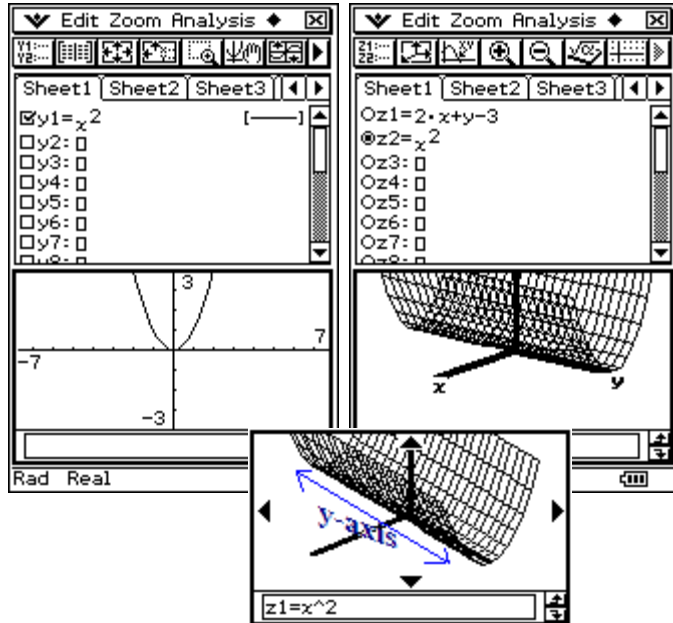 Edit Zoom Analysis
Sheet1 Sheet2 Sheet3
y1=x²
y2:
y3:
y4:
y5:
y6:
y7:
y8:
3
7
-7
-3
Rad Real
Edit Zoom Analysis
Sheet1 Sheet2 Sheet3
z1=2·x+y-3
z2=x²
z3:
z4:
z5:
z6:
z7:
z8:
x
y
y-axis
z1=x^2